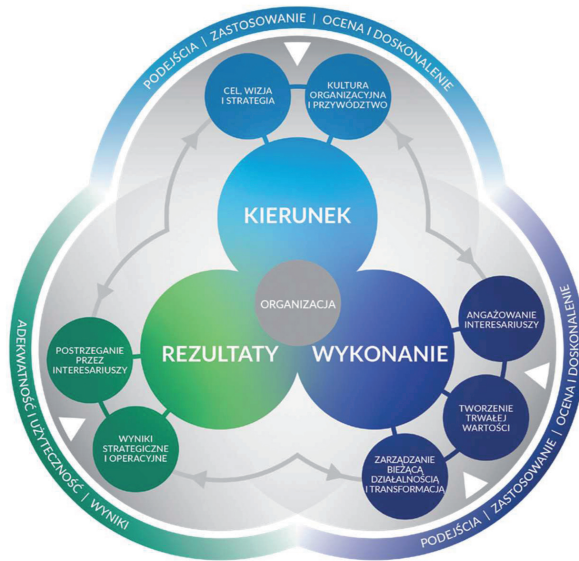 PODEJŚCIA | ZASTOSOWANIE | OCENA I DOSKONALENIE
CEL, WIZJA
I STRATEGIA
KULTURA
ORGANIZACYJNA
I PRZYWÓDZTWO
KIERUNEK
ORGANIZACJA
REZULTATY
WYKONANIE
POSTRZEGANIE
PRZEZ
INTERESARIUSZY
WYNIKI
STRATEGICZNE
I OPERACYJNE
ANGAŻOWANIE
INTERESARIUSZY
TWORZENIE
TRWAŁEJ
WARTOŚCI
ZARZĄDZANIE
BIEŻĄCĄ
DZIAŁALNOŚCIĄ
I TRANSFORMACJĄ
ADEKWATNOŚĆ I UŻYTECZNOŚĆ | WYNIKI
PODEJŚCIA | ZASTOSOWANIE | OCENA I DOSKONALENIE